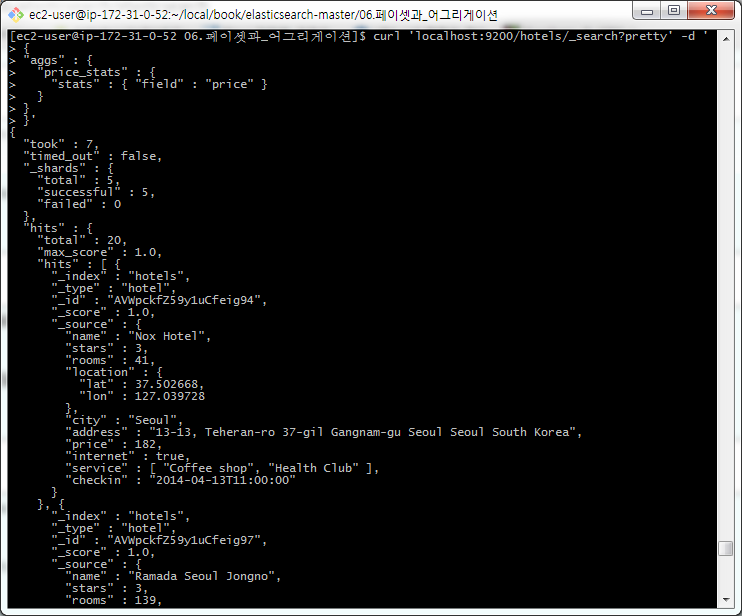 ec2-user@ip-172-31-0-52:~/local/book/elasticsearch-master/06.페이셋과_어그리게이션
[ec2-user@ip-172-31-0-52 06.페이셋과_어그리게이션]$ curl 'localhost:9200/hotels/_search?pretty' -d '
> {
>  "aggs" : {
>    "price_stats" : {
>      "stats" : { "field" : "price" }
>    }
>  }
> }'
{
  "took" : 7,
  "timed_out" : false,
  "_shards" : {
    "total" : 5,
    "successful" : 5,
    "failed" : 0
  },
  "hits" : {
    "total" : 20,
    "max_score" : 1.0,
    "hits" : [ {
      "_index" : "hotels",
      "_type" : "hotel",
      "_id" : "AVWpckfZ59y1uCfeig94",
      "_score" : 1.0,
      "_source" : {
        "name" : "Nox Hotel",
        "stars" : 3,
        "rooms" : 41,
        "location" : {
          "lat" : 37.502668,
          "lon" : 127.039728
        },
        "city" : "Seoul",
        "address" : "13-13, Teheran-ro 37-gil Gangnam-gu Seoul Seoul South Korea",
        "price" : 182,
        "internet" : true,
        "service" : [ "Coffee shop", "Health Club" ],
        "checkin" : "2014-04-13T11:00:00"
      }
    }, {
      "_index" : "hotels",
      "_type" : "hotel",
      "_id" : "AVWpckfZ59y1uCfeig97",
      "_score" : 1.0,
      "_source" : {
        "name" : "Ramada Seoul Jongno",
        "stars" : 3,
        "rooms" : 139,